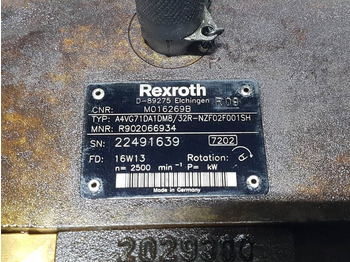 Rexroth
D-89275 Elchingen R09
CNR: M016269B
TYP: A4VG71DA1DM8/32R-NZF02F001SH
MNR: R902066934
SN: 22491639 7202
FD: 16W13 Rotation:
n= 2500 min⁻¹ P= kW
Made in Germany